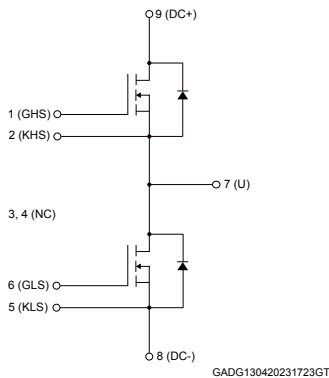 9 (DC+)
1 (GHS)
2 (KHS)
7 (U)
3, 4 (NC)
6 (GLS)
5 (KLS)
8 (DC-)
GADG130420231723GT